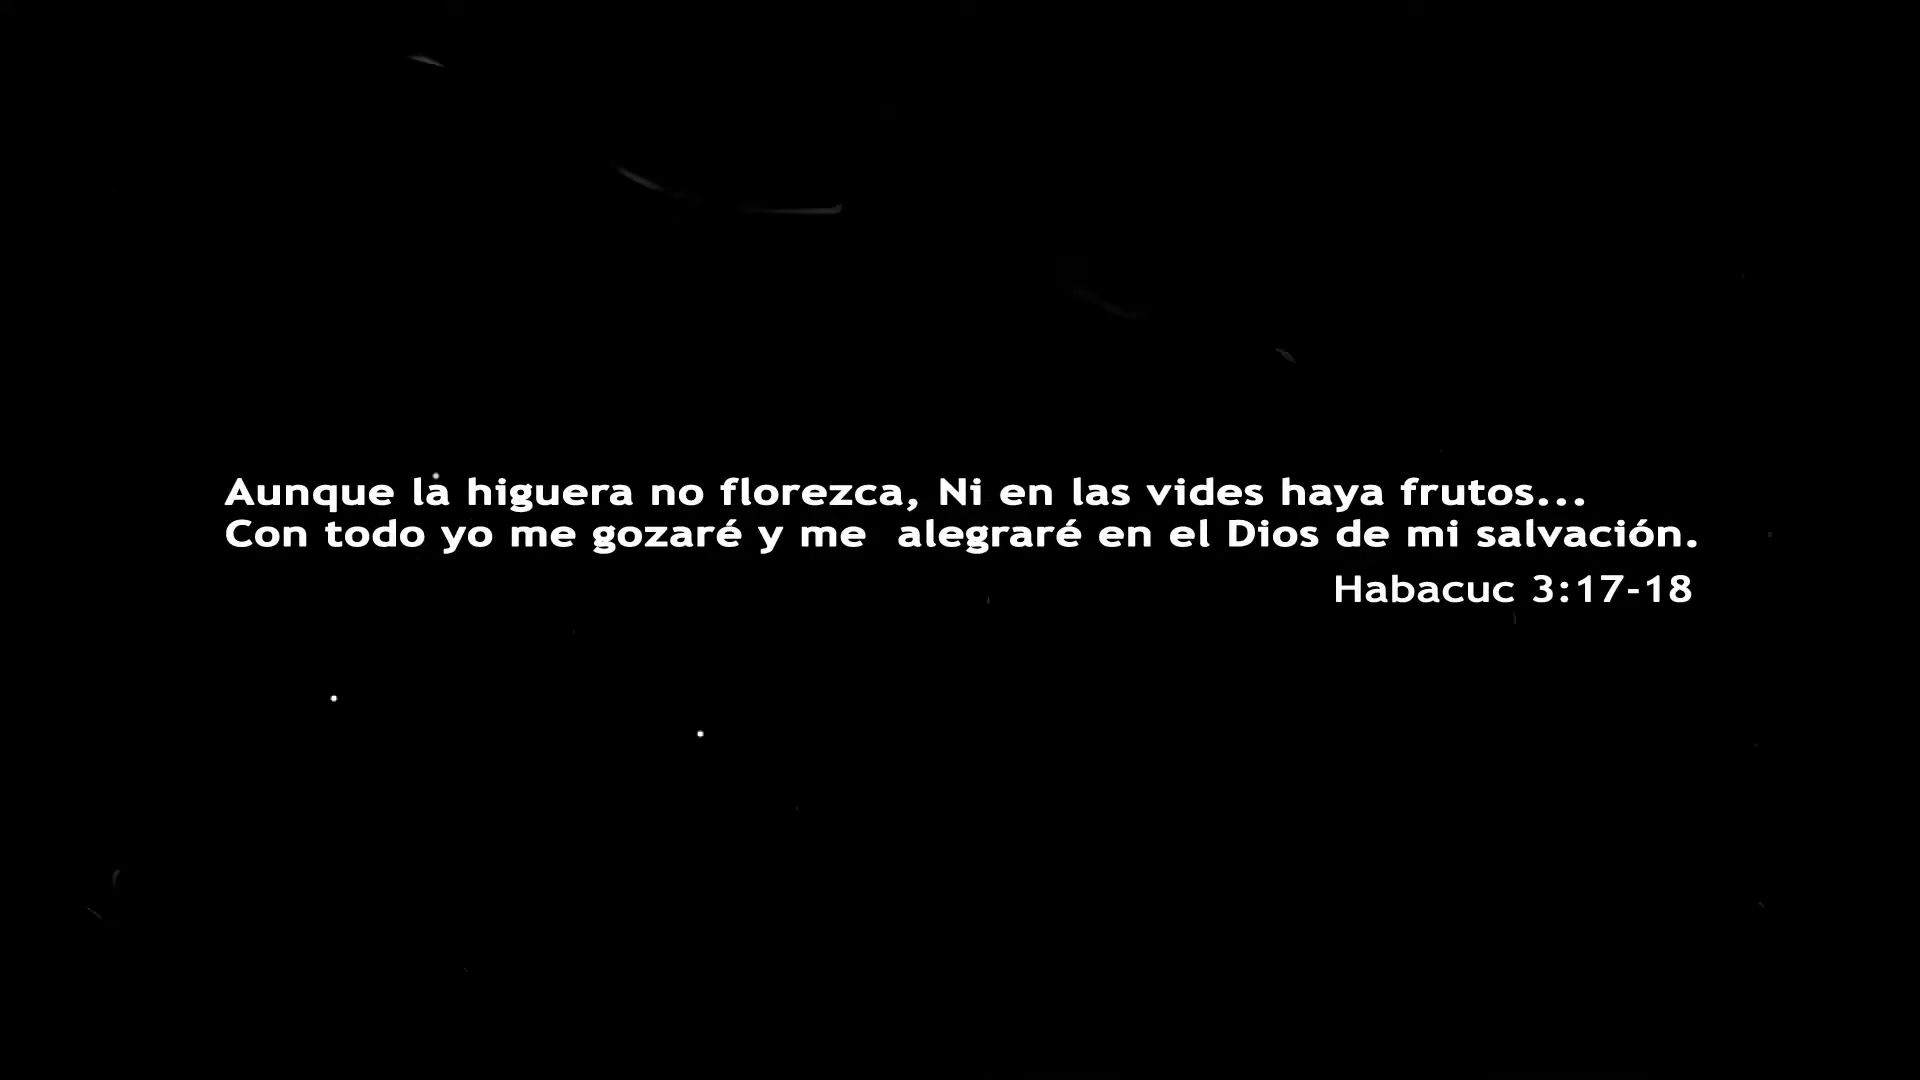 Aunque la higuera no florezca, Ni en las vides haya frutos...
Con todo yo me gozaré y me  alegraré en el Dios de mi salvación.
Habacuc 3:17-18